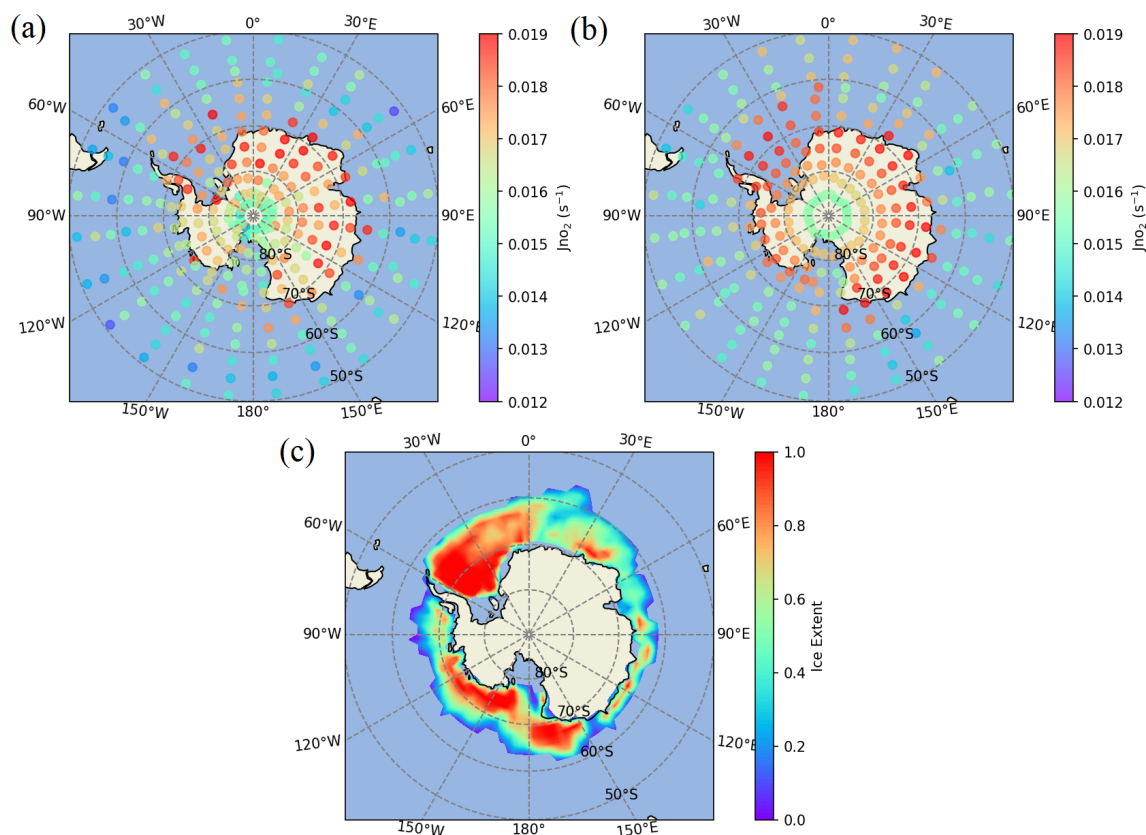 (a)
30°W 0° 30°E
60°W 60°E
90°W 90°E
120°W 120°E
150°W 180° 150°E
80°S
70°S
60°S
50°S
0.019
0.018
0.017
0.016
0.015
0.014
0.013
0.012
Jno₂ (s⁻¹)
(b)
30°W 0° 30°E
60°W 60°E
90°W 90°E
120°W 120°E
150°W 180° 150°E
80°S
70°S
60°S
50°S
0.019
0.018
0.017
0.016
0.015
0.014
0.013
0.012
Jno₂ (s⁻¹)
(c)
30°W 0° 30°E
60°W 60°E
90°W 90°E
120°W 120°E
150°W 180° 150°E
80°S
70°S
60°S
50°S
1.0
0.8
0.6
0.4
0.2
0.0
Ice Extent